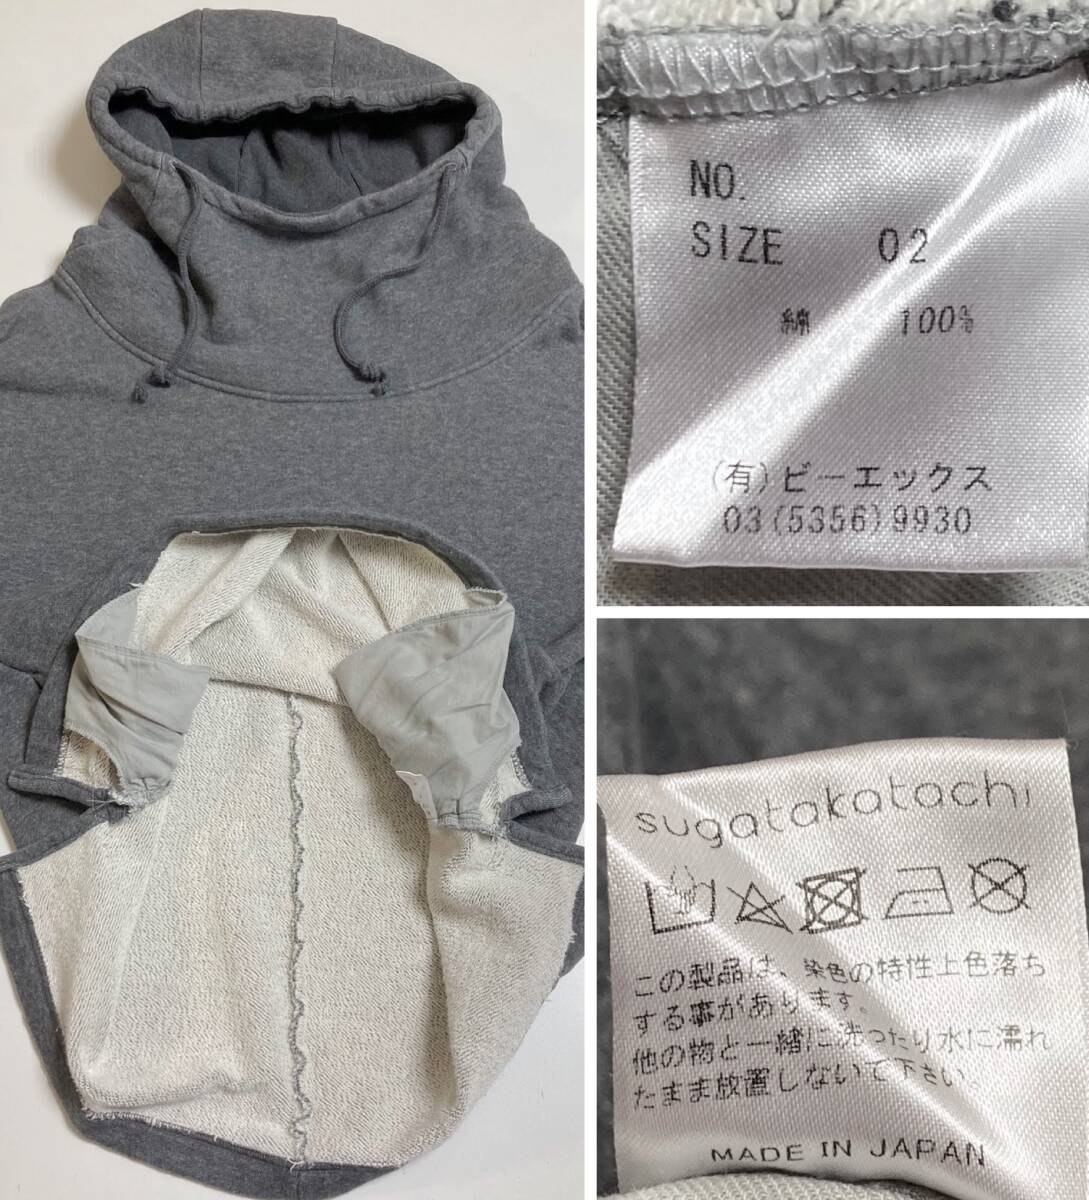 NO.
SIZE 02
綿 100%
(有)ビーエックス
03(5356)9930
sugatakatachi
この製品は、染色の特性上色落ち
する事があります。
他の物と一緒に洗ったり水に濡れ
たまま放置しないで下さい。
MADE IN JAPAN